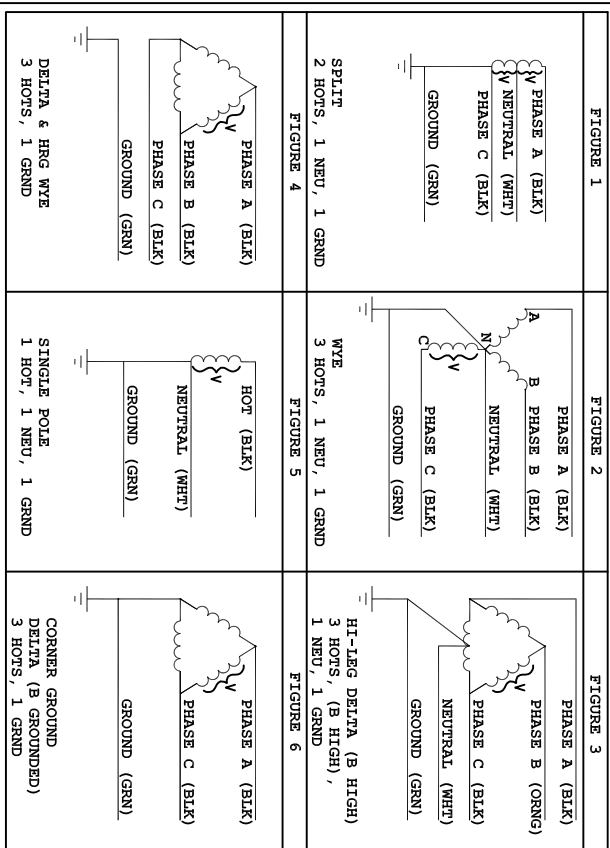 FIGURE 1
PHASE A (BLK)
V
NEUTRAL (WHT)
V
PHASE C (BLK)
GROUND (GRN)
SPLIT
2 HOTS, 1 NEU, 1 GRND
FIGURE 2
A
B
N
C
V
PHASE A (BLK)
PHASE B (BLK)
NEUTRAL (WHT)
PHASE C (BLK)
GROUND (GRN)
WYE
3 HOTS, 1 NEU, 1 GRND
FIGURE 3
V
PHASE A (BLK)
PHASE B (ORNG)
PHASE C (BLK)
NEUTRAL (WHT)
GROUND (GRN)
HI-LEG DELTA (B HIGH)
3 HOTS, (B HIGH),
1 NEU, 1 GRND
FIGURE 4
V
PHASE A (BLK)
PHASE B (BLK)
PHASE C (BLK)
GROUND (GRN)
DELTA & HRG WYE
3 HOTS, 1 GRND
FIGURE 5
V
HOT (BLK)
NEUTRAL (WHT)
GROUND (GRN)
SINGLE POLE
1 HOT, 1 NEU, 1 GRND
FIGURE 6
V
PHASE A (BLK)
PHASE C (BLK)
GROUND (GRN)
CORNER GROUND
DELTA (B GROUNDED)
3 HOTS, 1 GRND